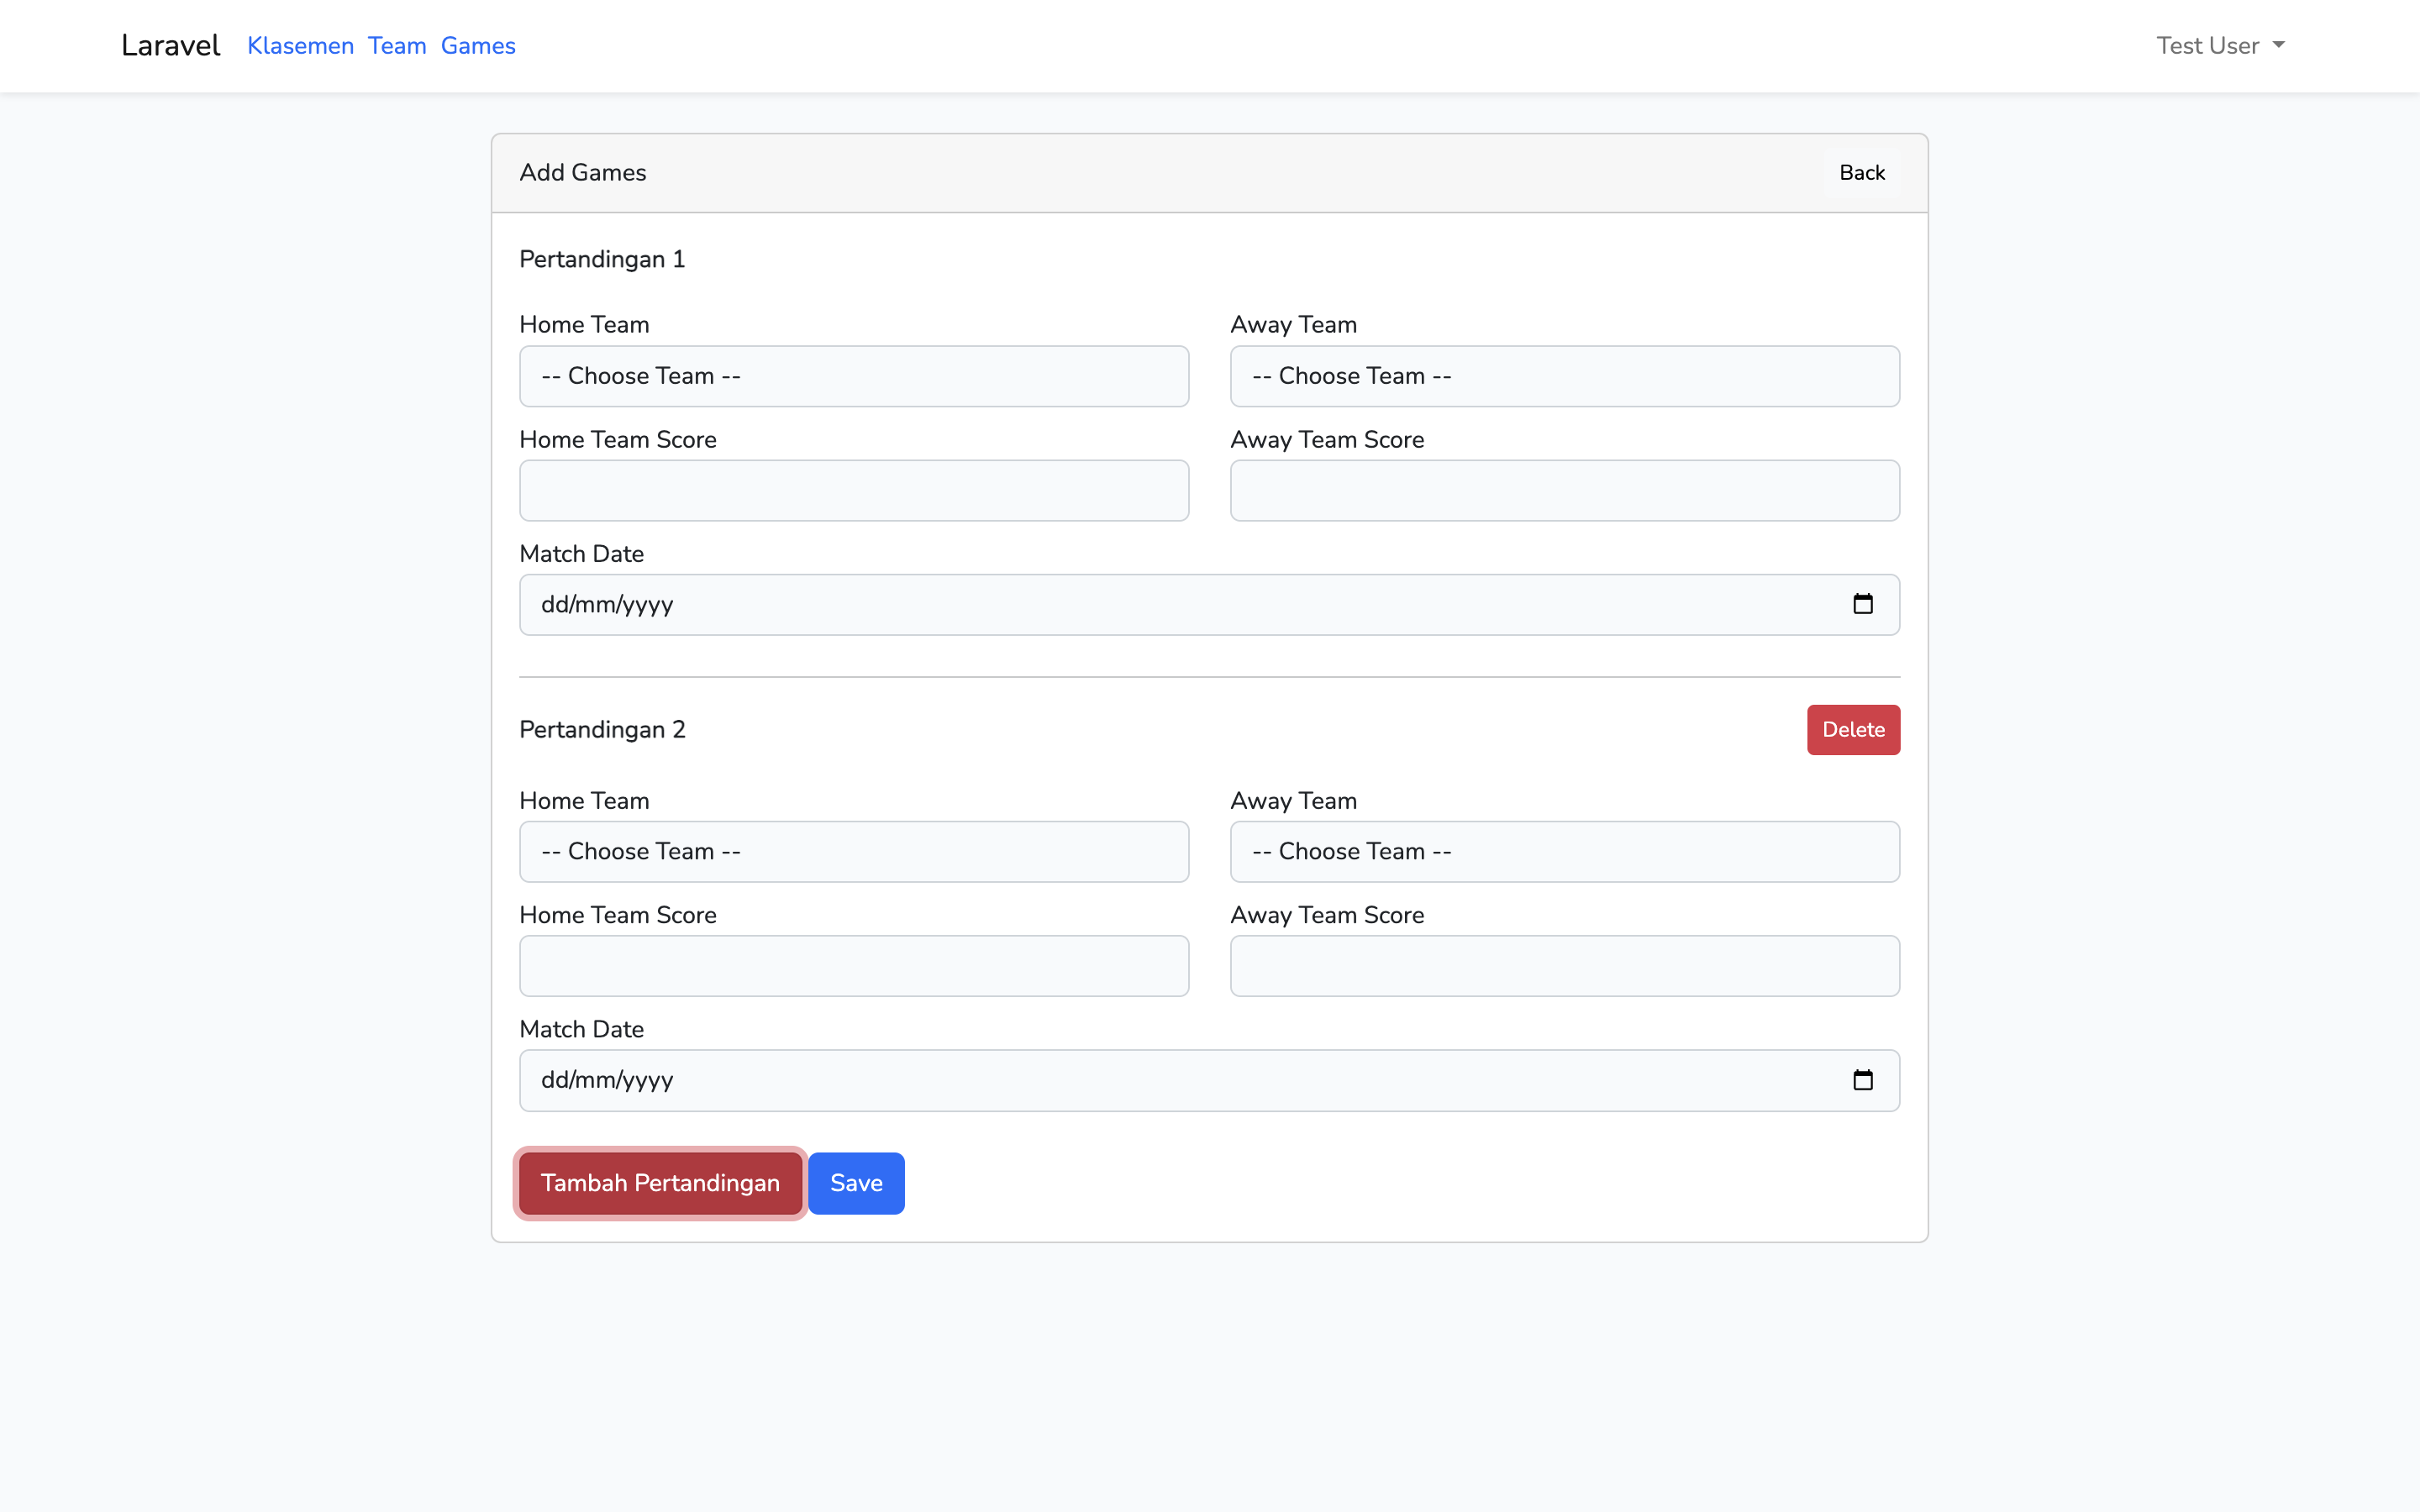 Laravel Klasemen Team Games Test User
Add Games Back
Pertandingan 1
Home Team Away Team
-- Choose Team -- -- Choose Team --
Home Team Score Away Team Score
Match Date
dd/mm/yyyy
Pertandingan 2 Delete
Home Team Away Team
-- Choose Team -- -- Choose Team --
Home Team Score Away Team Score
Match Date
dd/mm/yyyy
Tambah Pertandingan Save